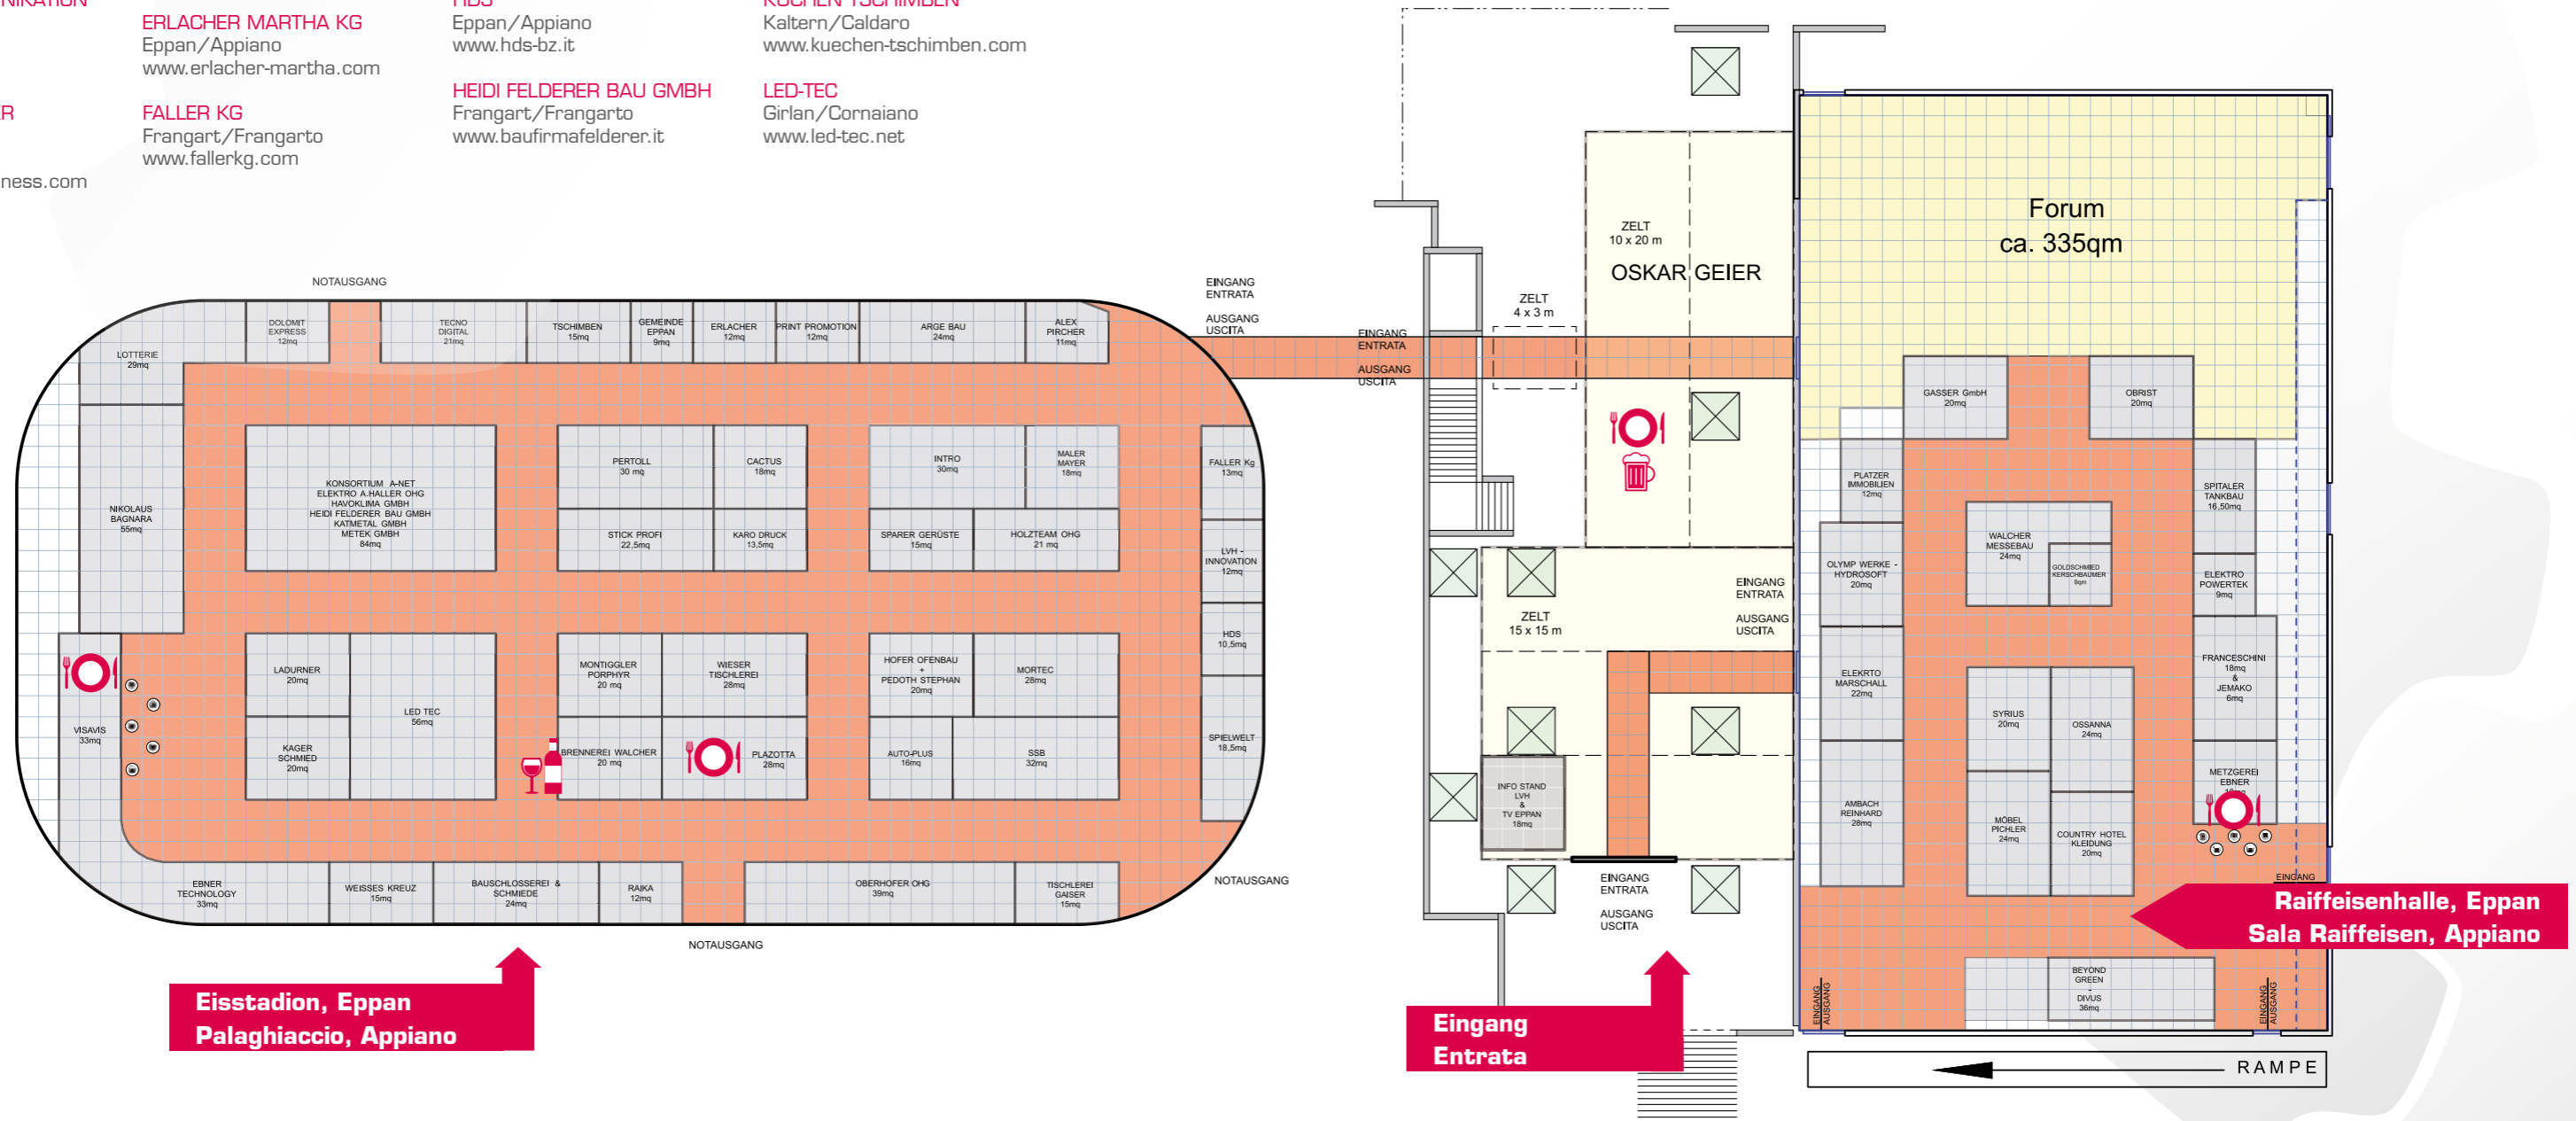 NIKATION
ERLACHER MARTHA KG
Eppan/Appiano
www.erlacher-martha.com
HDS
Eppan/Appiano
www.hds-bz.it
KÜCHEN TSCHIMBEN
Kaltern/Caldaro
www.kuechen-tschimben.com
R
ness.com
FALLER KG
Frangart/Frangarto
www.fallerkg.com
HEIDI FELDERER BAU GMBH
Frangart/Frangarto
www.baufirmafelderer.it
LED-TEC
Girlan/Cornaiano
www.led-tec.net
NOTAUSGANG
LOTTERIE
29mq
DOLOMIT
EXPRESS
12mq
TECNO
DIGITAL
21mq
TSCHIMBEN
15mq
GEMEINDE
EPPAN
9mq
ERLACHER
12mq
PRINT PROMOTION
12mq
ARGE BAU
24mq
ALEX
PIRCHER
11mq
EINGANG
ENTRATA
AUSGANG
USCITA
EINGANG
ENTRATA
AUSGANG
USCITA
NIKOLAUS
BAGNARA
55mq
KONSORTIUM A-NET
ELEKTRO A.HALLER OHG
HAVOKLIMA GMBH
HEIDI FELDERER BAU GMBH
KATMETAL GMBH
METEK GMBH
84mq
PERTOLL
30 mq
CACTUS
18mq
STICK PROFI
22,5mq
KARO DRUCK
13,5mq
INTRO
30mq
MALER
MAYER
18mq
SPARER GERÜSTE
15mq
HOLZTEAM OHG
21 mq
FALLER Kg
13mq
LVH -
INNOVATION
12mq
HDS
10,5mq
SPIELWELT
18,5mq
VISAVIS
33mq
LADURNER
20mq
LED TEC
56mq
KAGER
SCHMIED
20mq
MONTIGGLER
PORPHYR
20 mq
WIESER
TISCHLEREI
28mq
BRENNEREI WALCHER
20 mq
PLAZOTTA
28mq
HOFER OFENBAU
+
PEDOTH STEPHAN
20mq
MORTEC
28mq
AUTO-PLUS
16mq
SSB
32mq
EBNER
TECHNOLOGY
33mq
WEISSES KREUZ
15mq
BAUSCHLOSSEREI &
SCHMIEDE
24mq
RAIKA
12mq
OBERHOFER OHG
39mq
TISCHLEREI
GAISER
15mq
NOTAUSGANG
NOTAUSGANG
Eisstadion, Eppan
Palaghiaccio, Appiano
ZELT
10 x 20 m
OSKAR GEIER
ZELT
4 x 3 m
ZELT
15 x 15 m
EINGANG
ENTRATA
AUSGANG
USCITA
INFO STAND
LVH
&
TV EPPAN
18mq
EINGANG
ENTRATA
AUSGANG
USCITA
Eingang
Entrata
Forum
ca. 335qm
GASSER GmbH
20mq
OBRIST
20mq
PLATZER
IMMOBILIEN
12mq
OLYMP WERKE -
HYDROSOFT
20mq
ELEKRTO
MARSCHALL
22mq
AMBACH
REINHARD
28mq
WALCHER
MESSEBAU
24mq
GOLDSCHMIED
KERSCHBAUMER
9qm
SPITALER
TANKBAU
16,50mq
ELEKTRO
POWERTEK
9mq
FRANCESCHINI
18mq
&
JEMAKO
6mq
METZGEREI
EBNER
SYRIUS
20mq
OSSANNA
24mq
MÖBEL
PICHLER
24mq
COUNTRY HOTEL
KLEIDUNG
20mq
EINGANG
Raiffeisenhalle, Eppan
Sala Raiffeisen, Appiano
BEYOND
GREEN
-
DIVUS
36mq
EINGANG
AUSGANG
EINGANG
AUSGANG
RAMPE